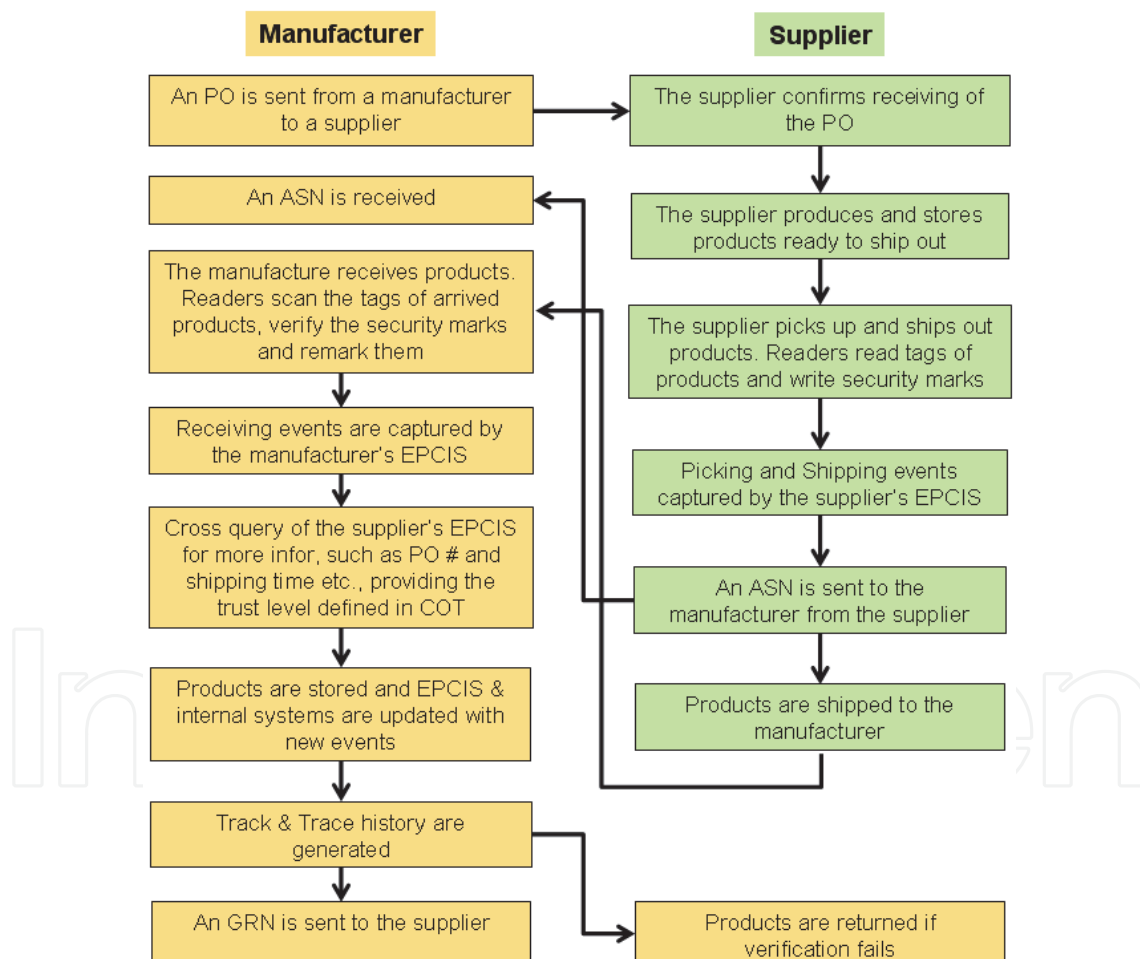 Manufacturer
An PO is sent from a manufacturer
to a supplier
An ASN is received
The manufacture receives products.
Readers scan the tags of arrived
products, verify the security marks
and remark them
Receiving events are captured by
the manufacturer's EPCIS
Cross query of the supplier's EPCIS
for more infor, such as PO # and
shipping time etc., providing the
trust level defined in COT
Products are stored and EPCIS &
internal systems are updated with
new events
Track & Trace history are
generated
An GRN is sent to the supplier
Supplier
The supplier confirms receiving of
the PO
The supplier produces and stores
products ready to ship out
The supplier picks up and ships out
products. Readers read tags of
products and write security marks
Picking and Shipping events
captured by the supplier's EPCIS
An ASN is sent to the
manufacturer from the supplier
Products are shipped to the
manufacturer
Products are returned if
verification fails
In
en